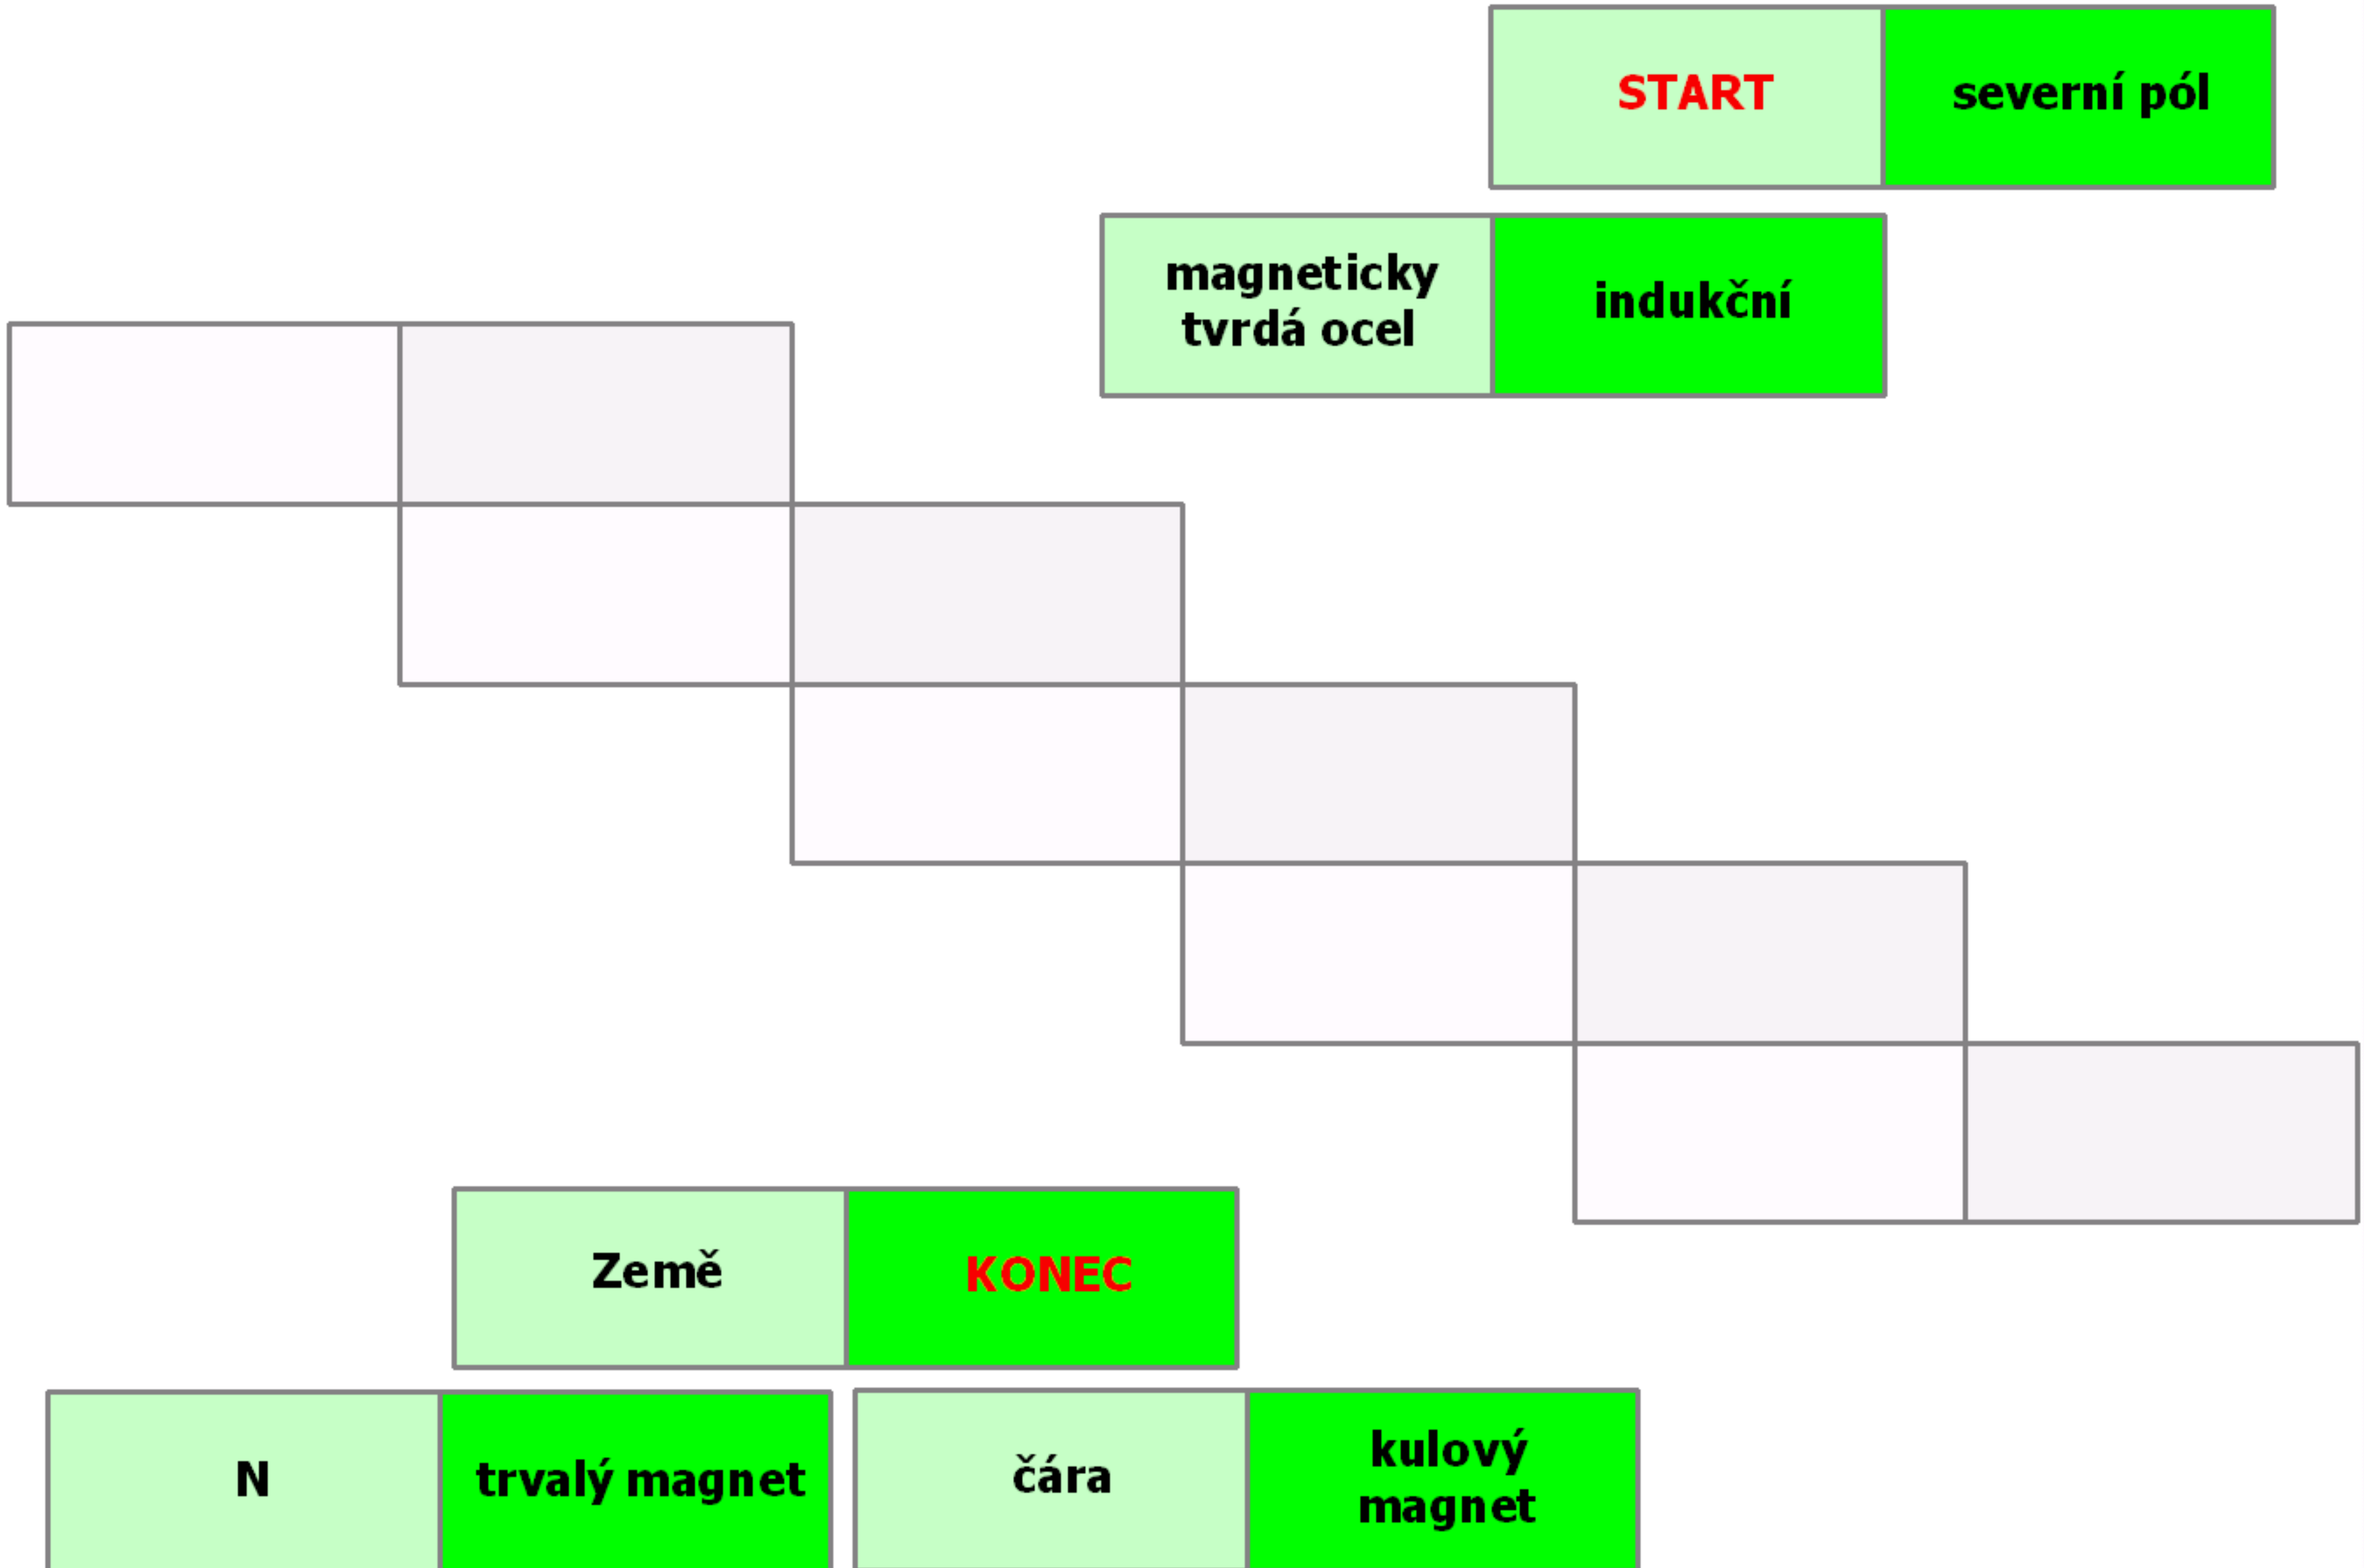 START
severní pól
magneticky
tvrdá ocel
indukční
Země
KONEC
N
trvalý magnet
čára
kulový
magnet